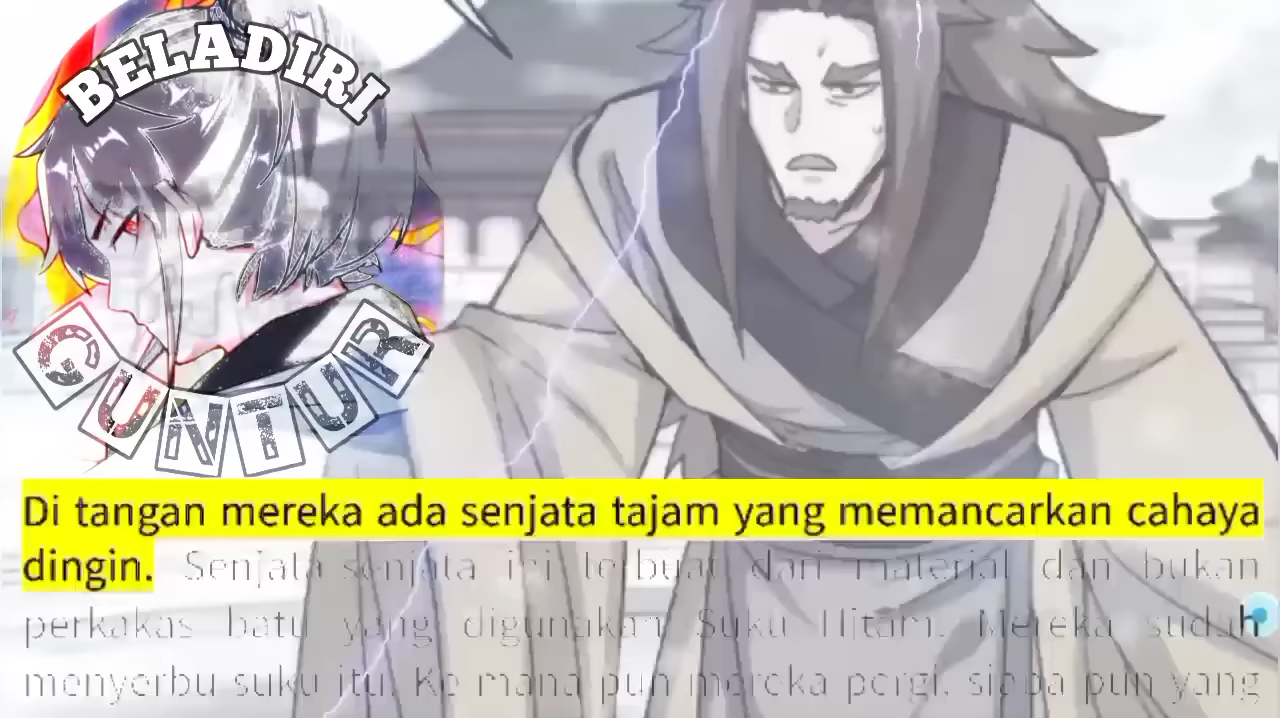 BELADIRI
GUNTUR
Di tangan mereka ada senjata tajam yang memancarkan cahaya
dingin. Senjata senjata ini terbuat dari material dan bukan
perkakas batu yang digunakan Suku Hitam. Mereka sudah
menyerbu suku itu. Ke mana pun mereka pergi, siapa pun yang